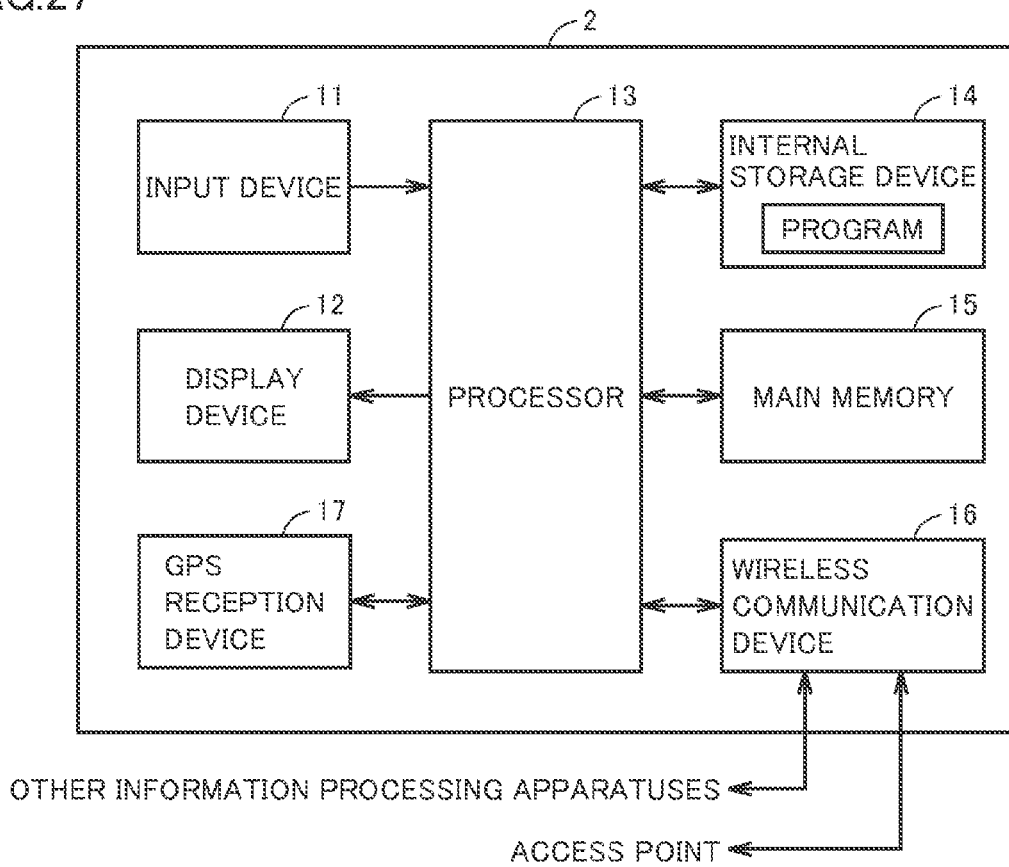 2
11
13
14
INPUT DEVICE
INTERNAL
STORAGE DEVICE
PROGRAM
12
15
DISPLAY
DEVICE
PROCESSOR
MAIN MEMORY
17
16
GPS
RECEPTION
DEVICE
WIRELESS
COMMUNICATION
DEVICE
OTHER INFORMATION PROCESSING APPARATUSES
ACCESS POINT